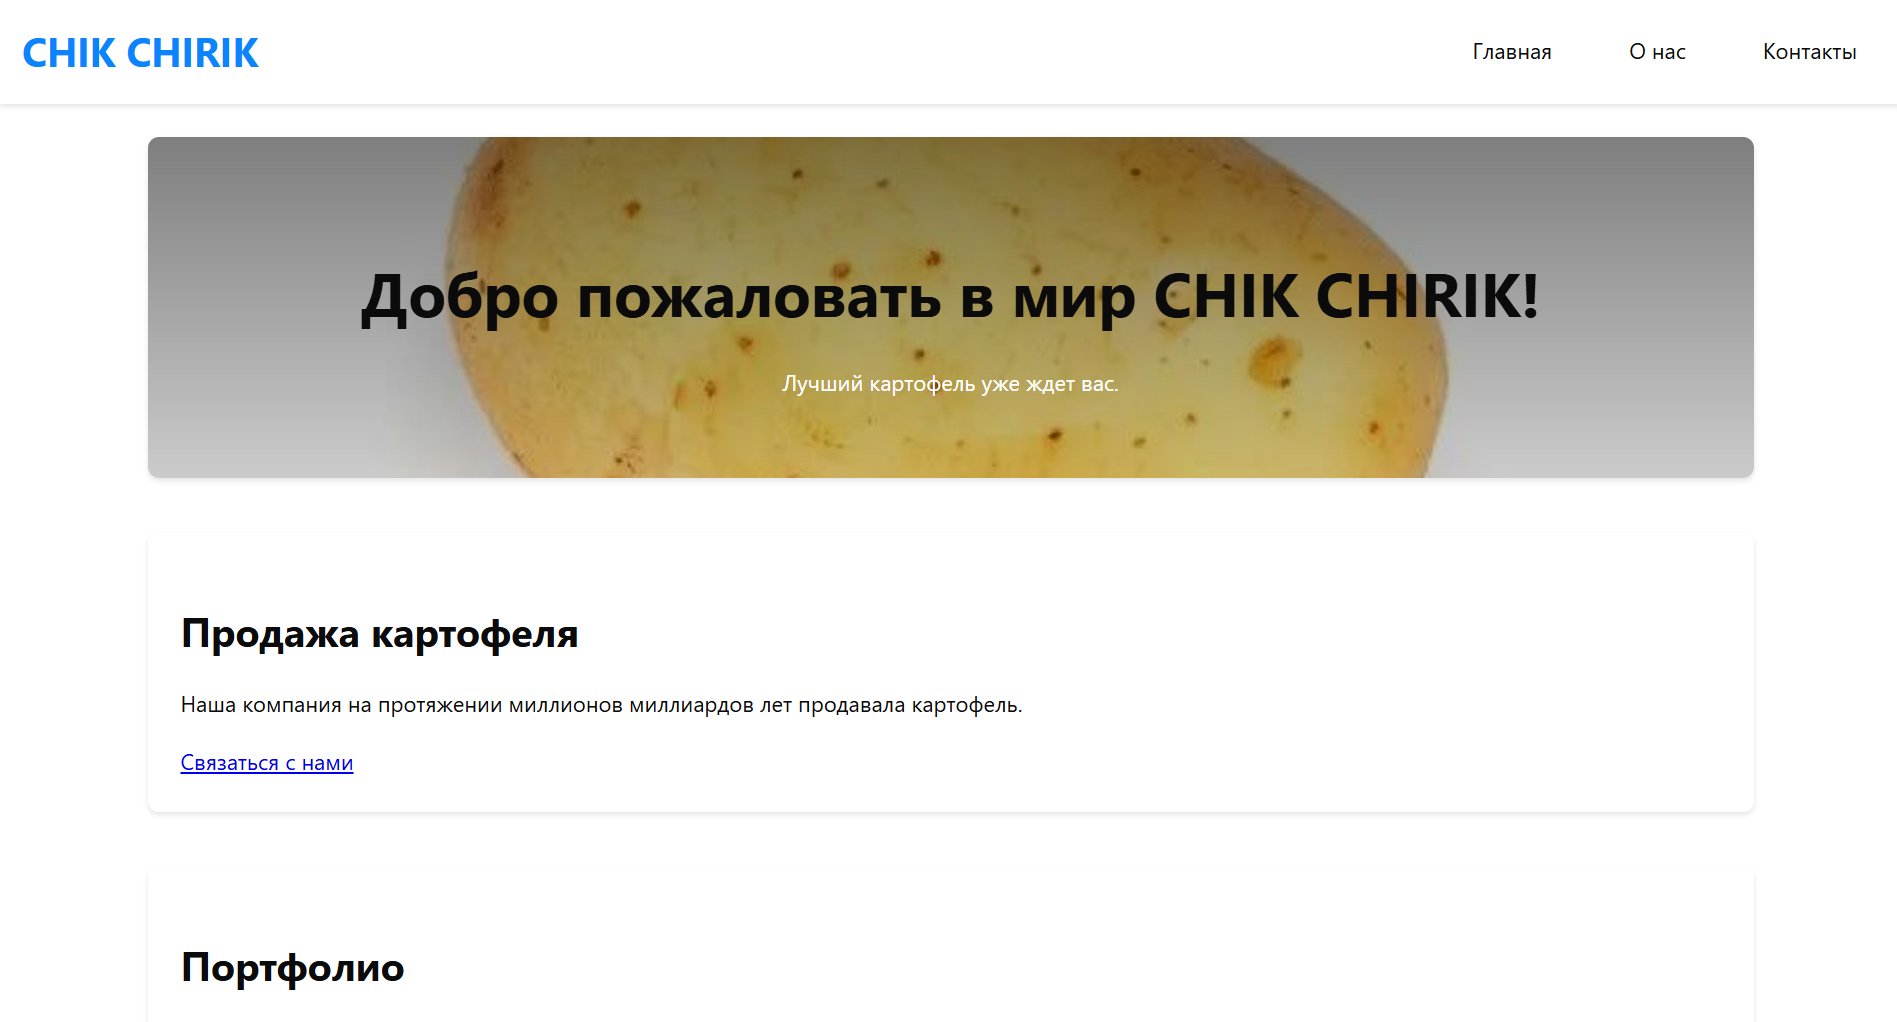 CHIK CHIRIK
Главная
О нас
Контакты
Добро пожаловать в мир CHIK CHIRIK!
Лучший картофель уже ждет вас.
Продажа картофеля
Наша компания на протяжении миллионов миллиардов лет продавала картофель.
Связаться с нами
Портфолио